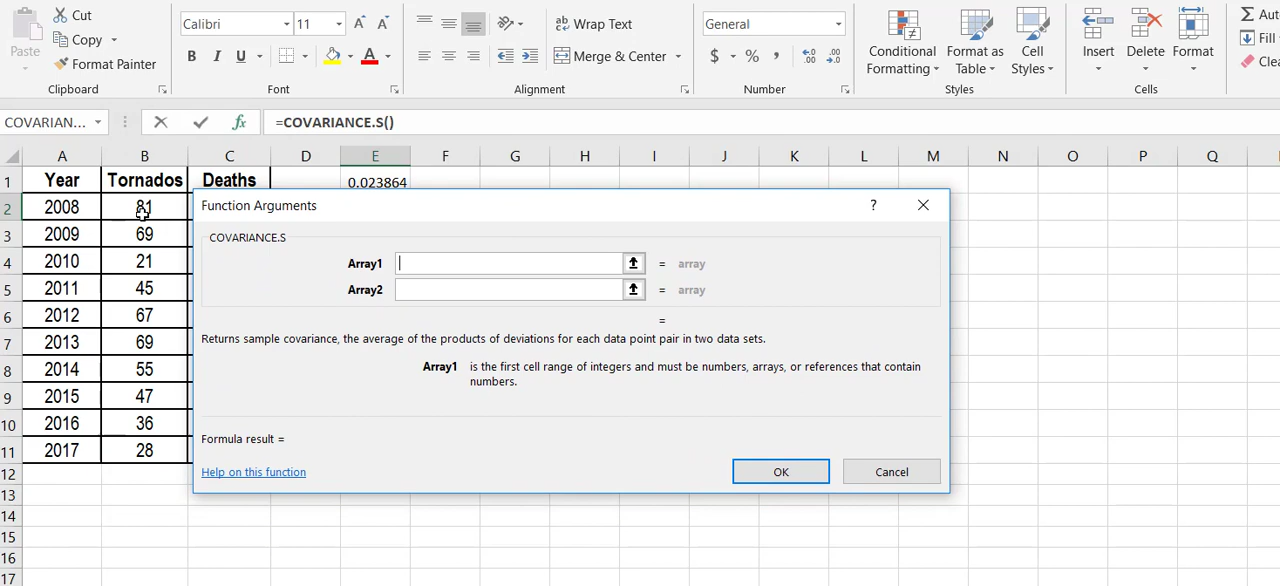 Cut
Copy
Format Painter
Paste
Clipboard
Calibri 11
A A
B I U A
Font
ab Wrap Text
Merge & Center
Alignment
General
$ % ,
Number
Conditional Formatting
Format as Table
Cell Styles
Styles
Insert Delete Format
Cells
Σ Auto
Fill
Clea
COVARIAN... fx =COVARIANCE.S()
A B C D E F G H I J K L M N O P Q
1 Year Tornados Deaths 0.023864
2 2008 81
3 2009 69
4 2010 21
5 2011 45
6 2012 67
7 2013 69
8 2014 55
9 2015 47
10 2016 36
11 2017 28
12
13
14
15
16
17
Function Arguments ?
COVARIANCE.S
Array1 = array
Array2 = array
=
Returns sample covariance, the average of the products of deviations for each data point pair in two data sets.
Array1 is the first cell range of integers and must be numbers, arrays, or references that contain
numbers.
Formula result =
Help on this function
OK Cancel